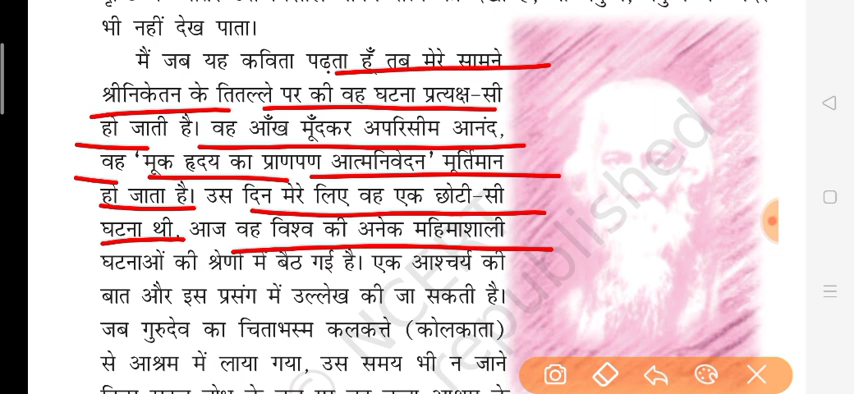 भी नहीं देख पाता।
मैं जब यह कविता पढ़ता हूँ तब मेरे सामने
श्रीनिकेतन के तितल्ले पर की वह घटना प्रत्यक्ष-सी
हो जाती है। वह आँख मूँदकर अपरिसीम आनंद,
वह ‘मूक हृदय का प्राणपण आत्मनिवेदन’ मूर्तिमान
हो जाता है। उस दिन मेरे लिए वह एक छोटी-सी
घटना थी, आज वह विश्व की अनेक महिमाशाली
घटनाओं की श्रेणी में बैठ गई है। एक आश्चर्य की
बात और इस प्रसंग में उल्लेख की जा सकती है।
जब गुरुदेव का चिताभस्म कलकत्ते (कोलकाता)
से आश्रम में लाया गया, उस समय भी न जाने
© NCERT
republished